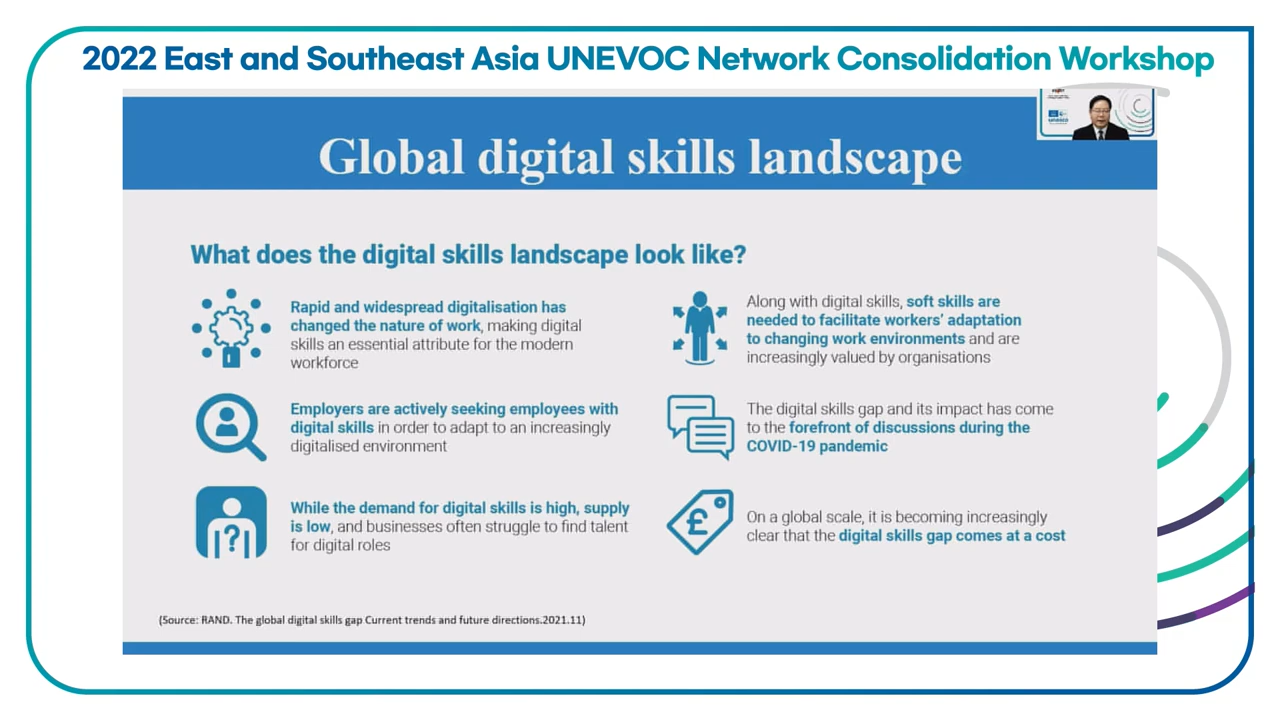 2022 East and Southeast Asia UNEVOC Network Consolidation Workshop
Global digital skills landscape
What does the digital skills landscape look like?
Rapid and widespread digitalisation has
changed the nature of work, making digital
skills an essential attribute for the modern
workforce
Employers are actively seeking employees with
digital skills in order to adapt to an increasingly
digitalised environment
?
While the demand for digital skills is high, supply
is low, and businesses often struggle to find talent
for digital roles
Along with digital skills, soft skills are
needed to facilitate workers' adaptation
to changing work environments and are
increasingly valued by organisations
The digital skills gap and its impact has come
to the forefront of discussions during the
COVID-19 pandemic
£
On a global scale, it is becoming increasingly
clear that the digital skills gap comes at a cost
(Source: RAND. The global digital skills gap Current trends and future directions.2021.11)